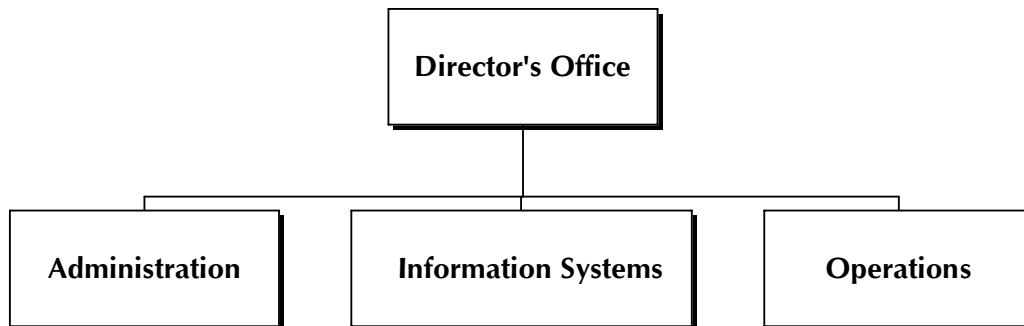 Director's Office
Administration
Information Systems
Operations